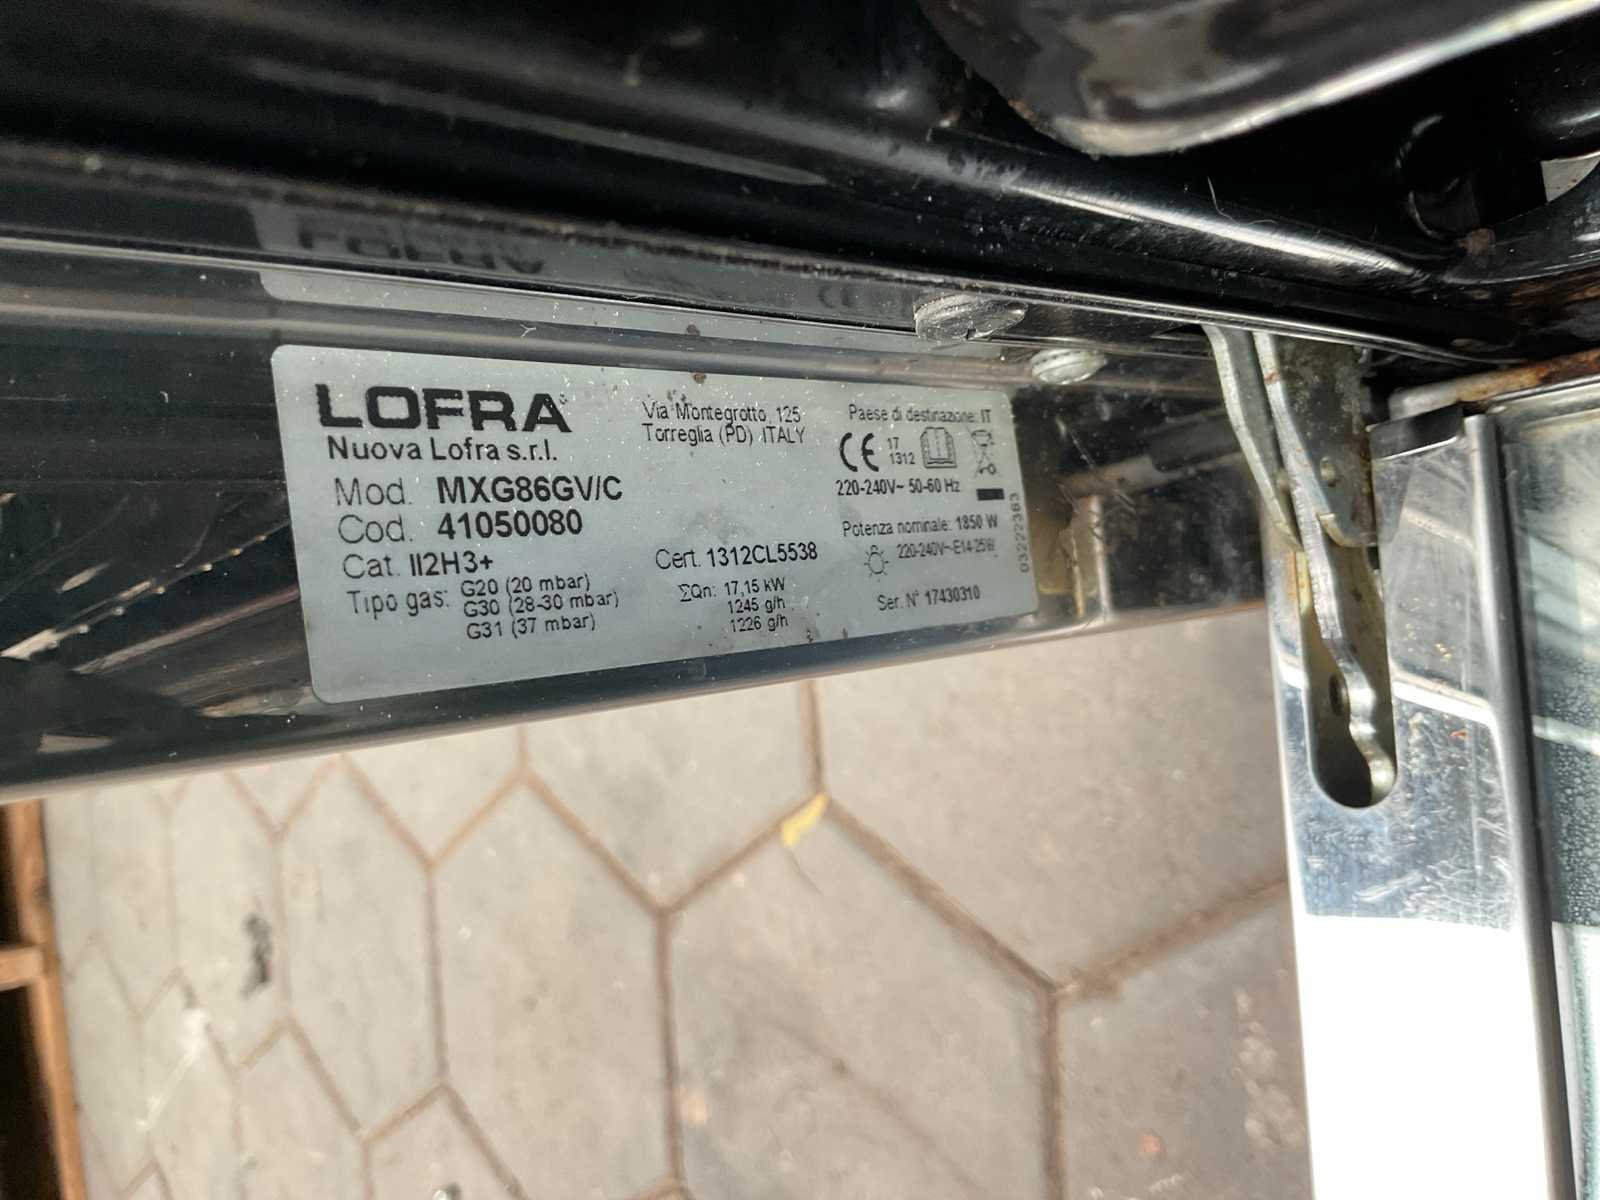 LOFRA
Nuova Lofra s.r.l.
Mod. MXG86GV/C
Cod. 41050080
Cat. II2H3+
Tipo gas: G20 (20 mbar)
G30 (28-30 mbar)
G31 (37 mbar)
Via Montegrotto, 125
Torreglia (PD) ITALY
Cert. 1312CL5538
ΣQn: 17,15 kW
1245 g/h
1226 g/h
Paese di destinazione: IT
CE 17
1312
220-240V~ 50-60 Hz
Potenza nominale: 1850 W
220-240V~-E14-25W
Ser. N° 17430310
03222383